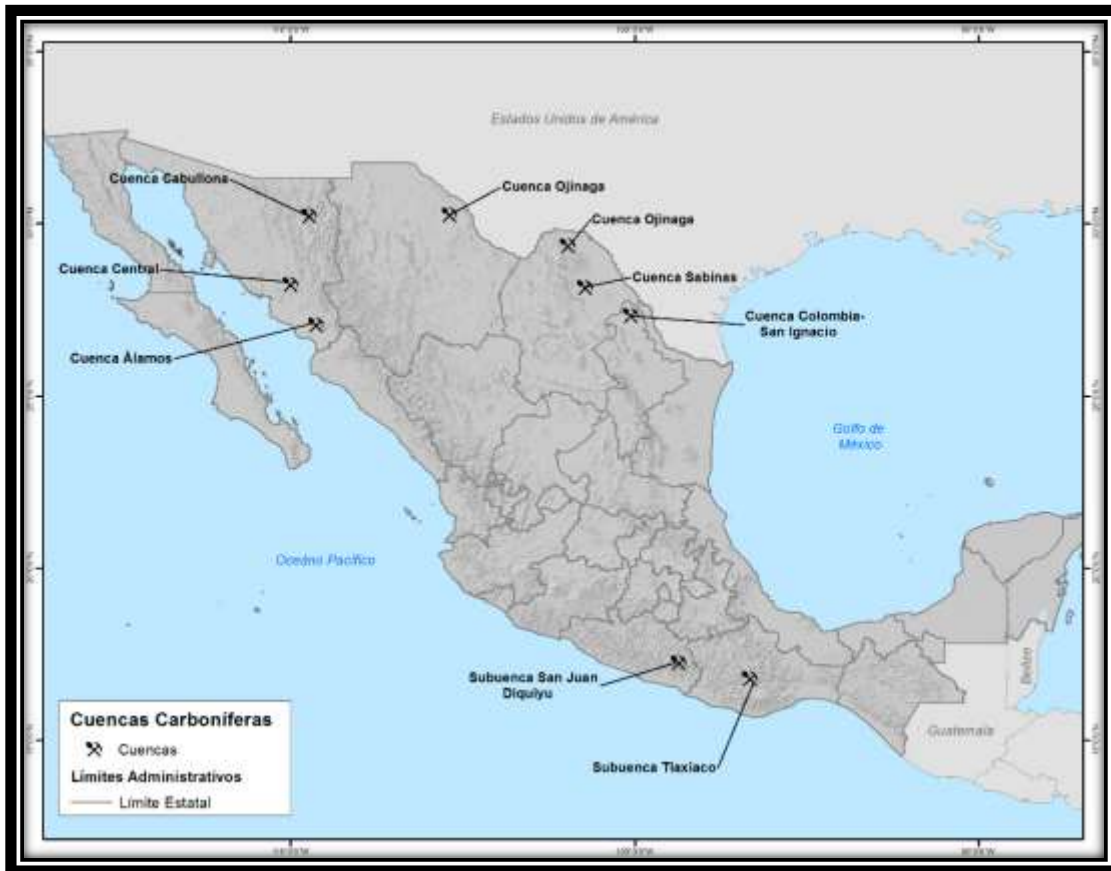 Estados Unidos de América
Cuenca Cabullona
Cuenca Ojinaga
Cuenca Ojinaga
Cuenca Central
Cuenca Sabinas
Cuenca Colombia-
San Ignacio
Cuenca Álamos
Golfo de
México
Océano Pacífico
Subuenca San Juan
Diquiyu
Belice
Guatemala
Subuenca Tlaxiaco
Cuencas Carboníferas
Cuencas
Límites Administrativos
Límite Estatal